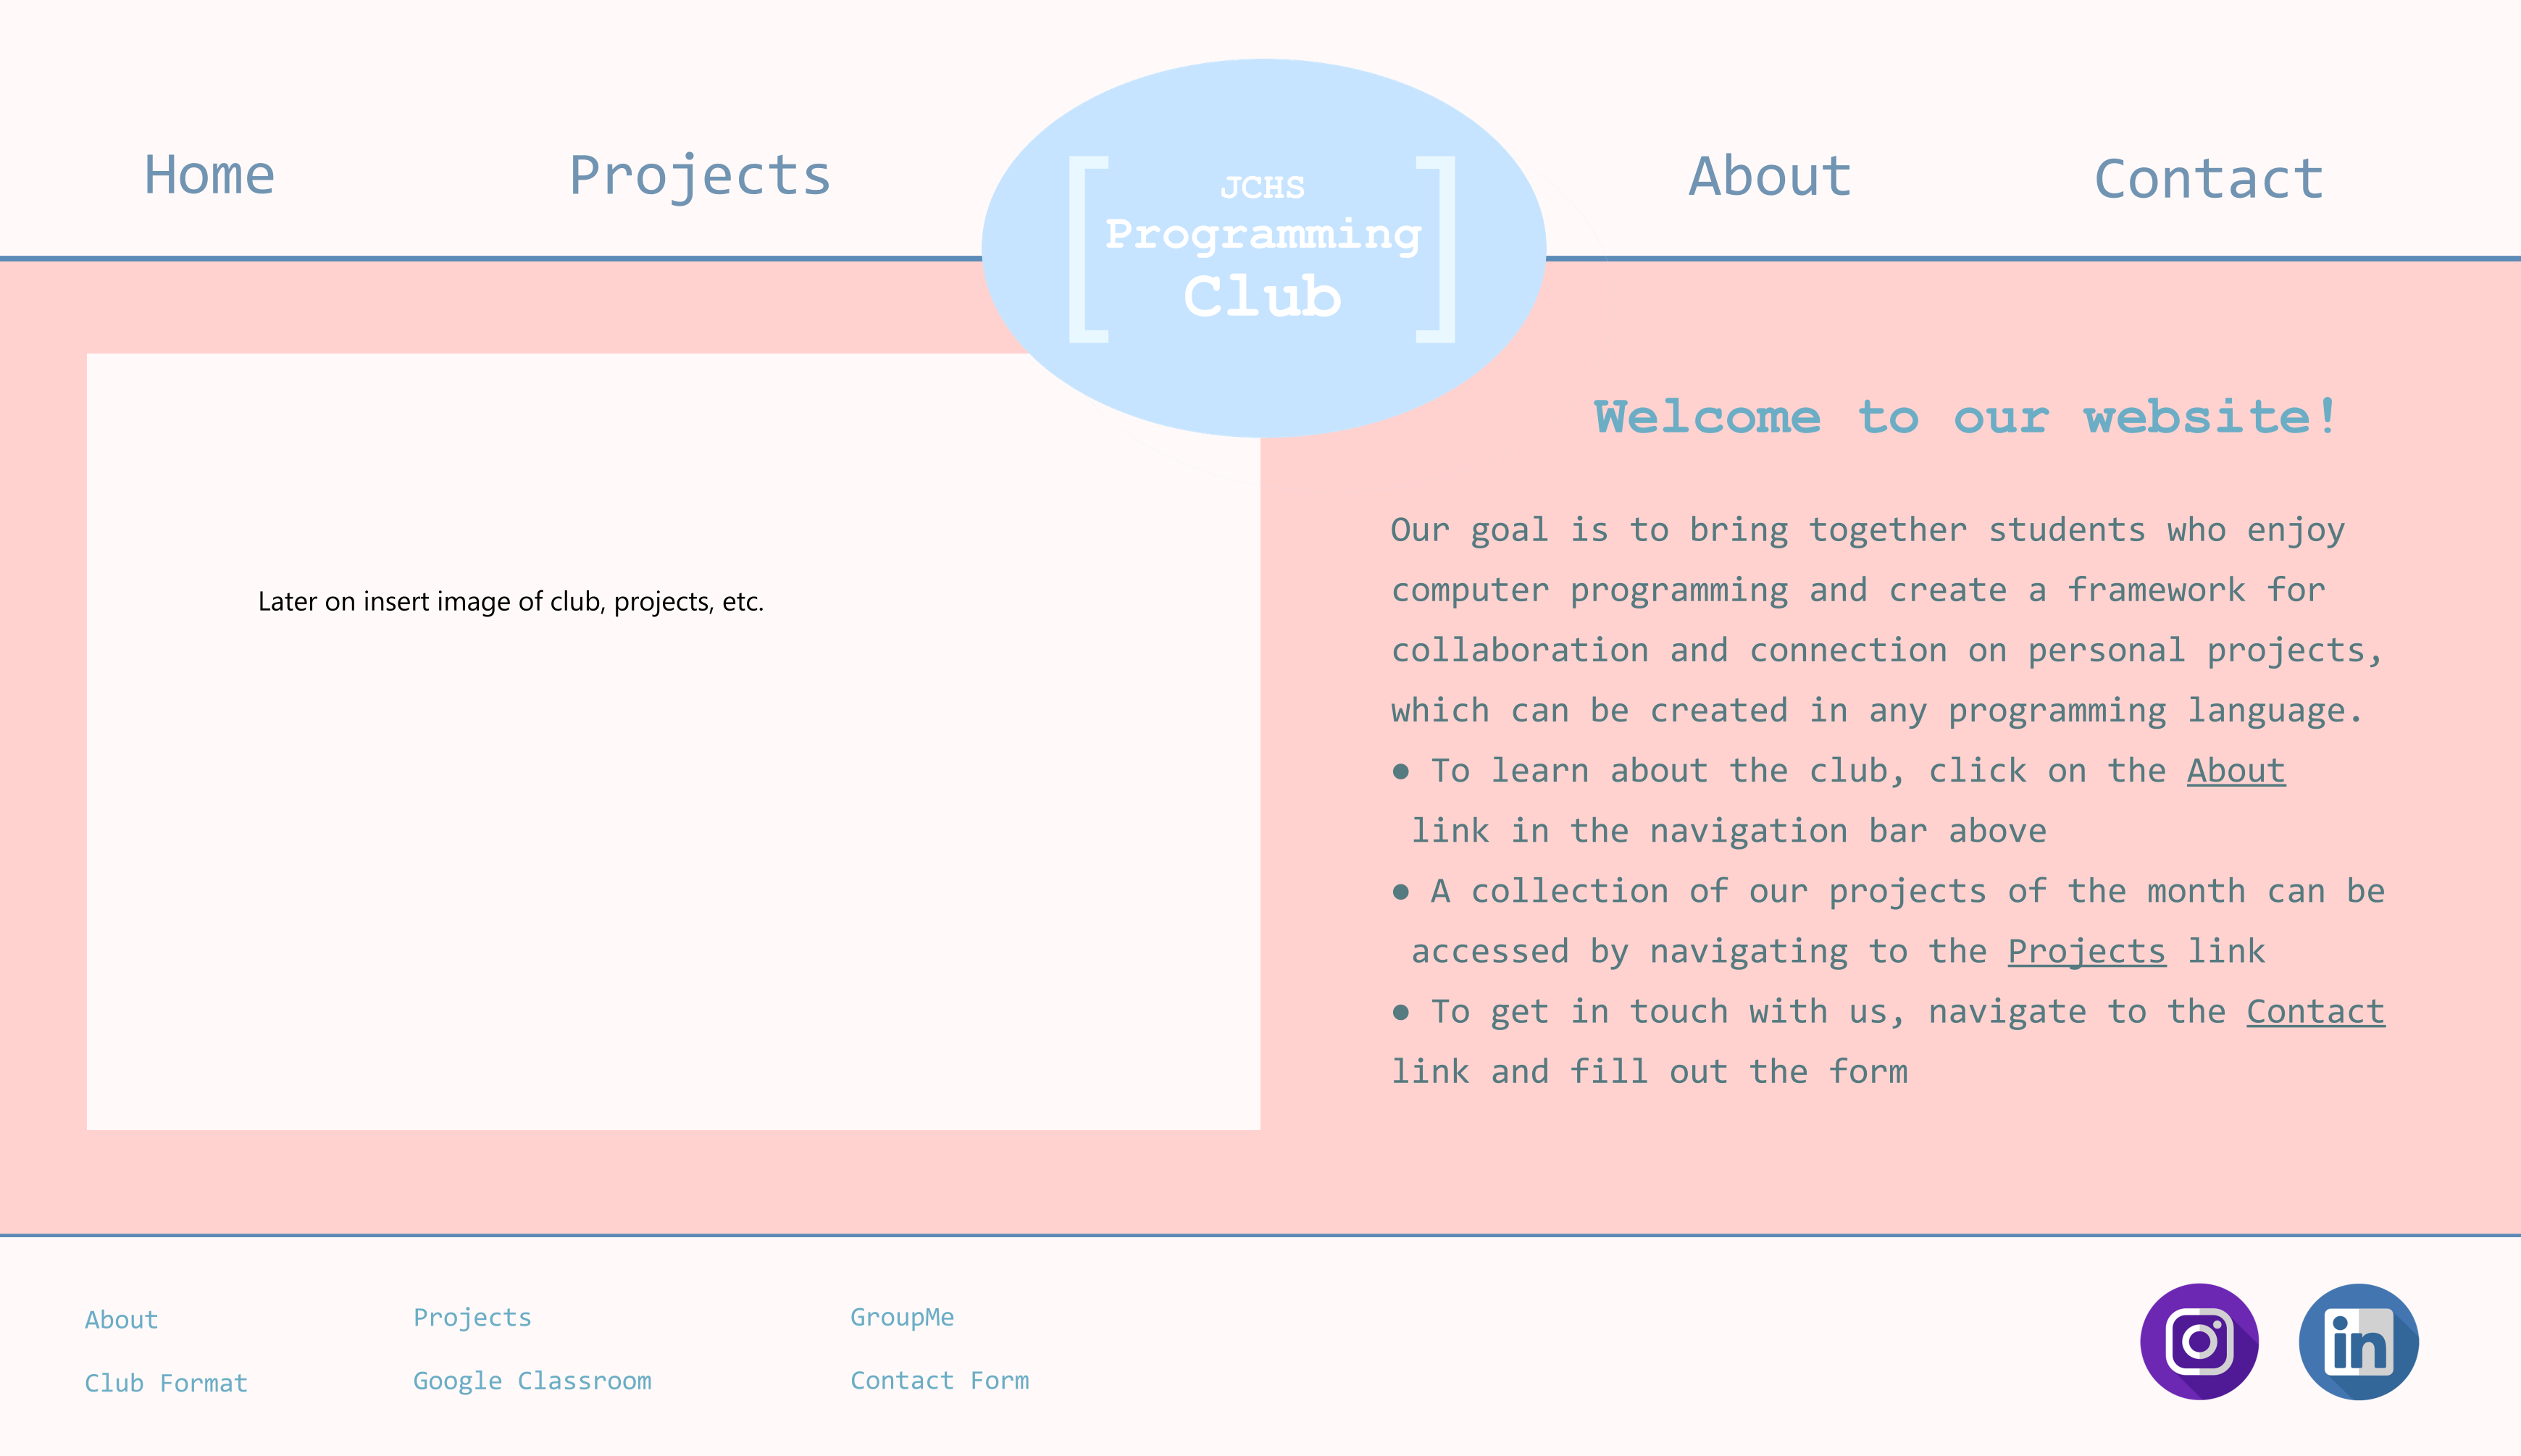 Home
Projects
JCHS
Programming
Club
About
Contact
Later on insert image of club, projects, etc.
Welcome to our website!
Our goal is to bring together students who enjoy
computer programming and create a framework for
collaboration and connection on personal projects,
which can be created in any programming language.
● To learn about the club, click on the About
link in the navigation bar above
● A collection of our projects of the month can be
accessed by navigating to the Projects link
● To get in touch with us, navigate to the Contact
link and fill out the form
About
Club Format
Projects
Google Classroom
GroupMe
Contact Form
in